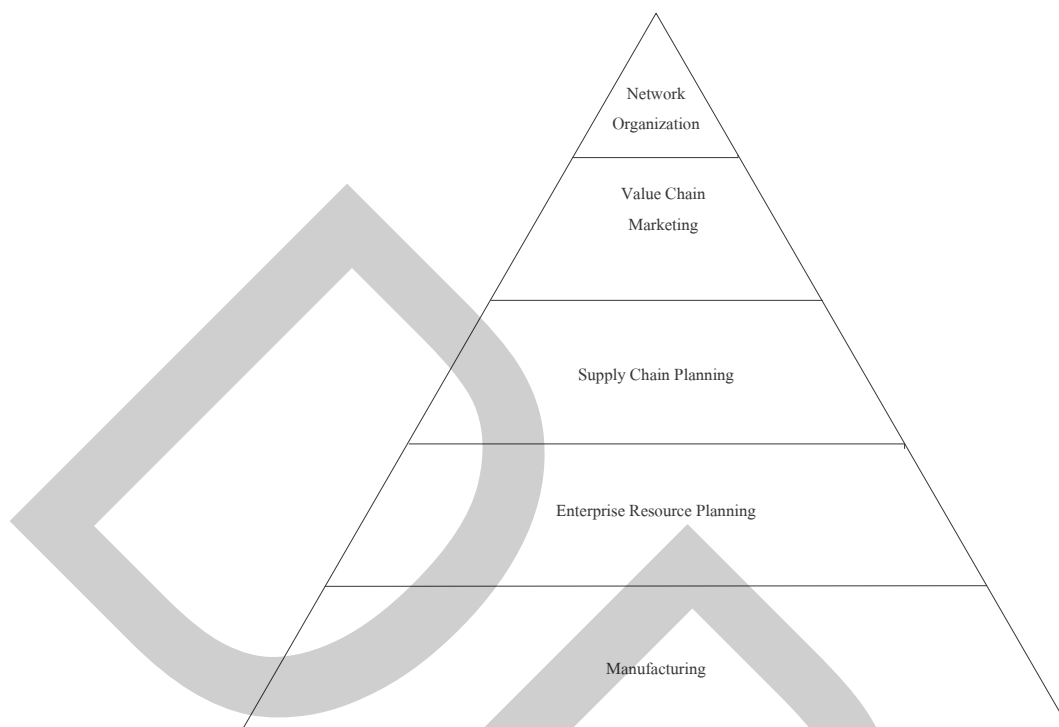 Network
Organization
Value Chain
Marketing
Supply Chain Planning
Enterprise Resource Planning
Manufacturing